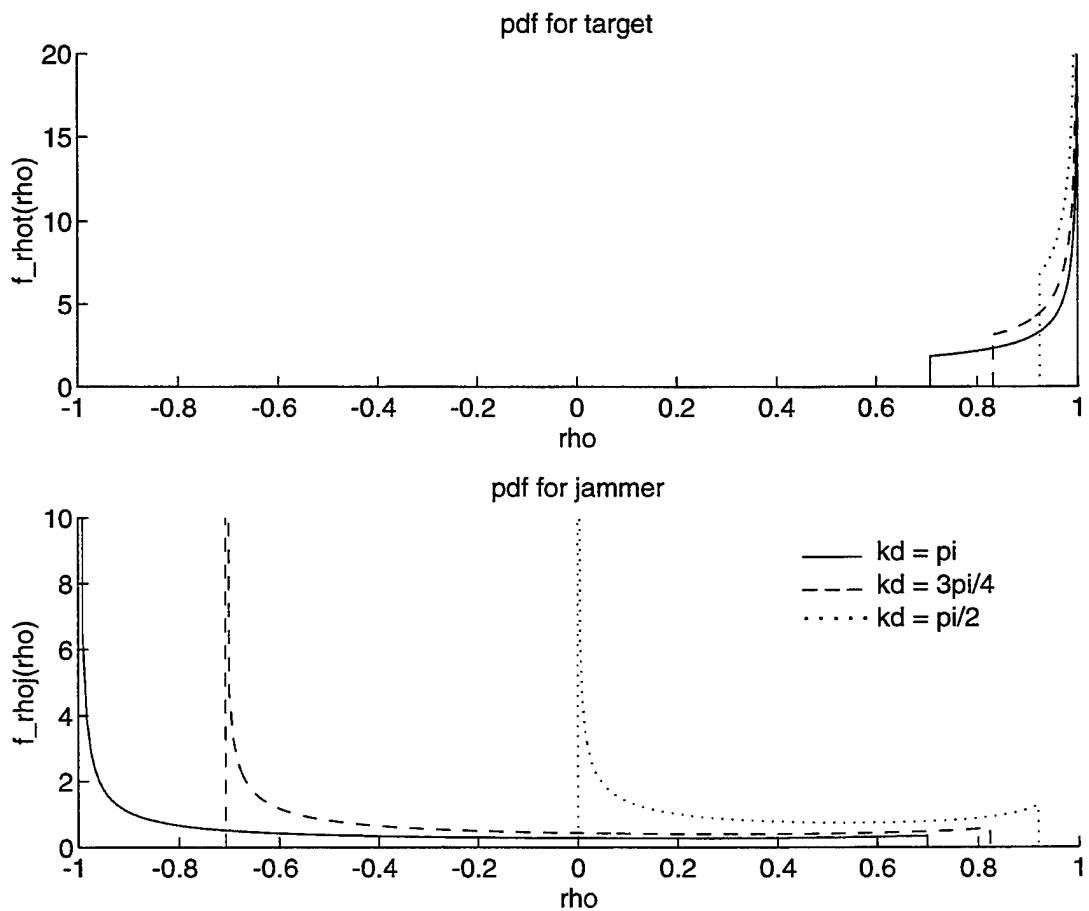 pdf for target
20
15
10
5
0
f_rhot(rho)
-1 -0.8 -0.6 -0.4 -0.2 0 0.2 0.4 0.6 0.8 1
rho
pdf for jammer
10
8
6
4
2
0
f_rhoj(rho)
kd = pi
kd = 3pi/4
kd = pi/2
-1 -0.8 -0.6 -0.4 -0.2 0 0.2 0.4 0.6 0.8 1
rho